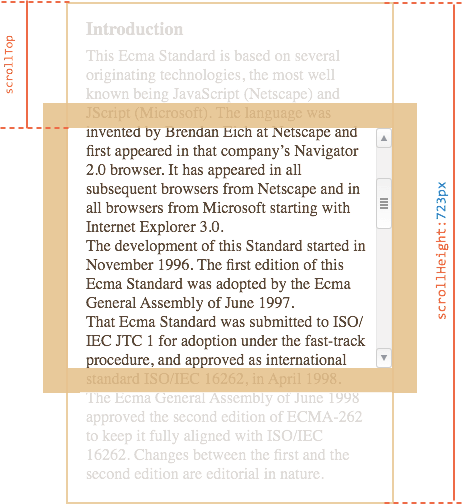 scrollTop
Introduction
This Ecma Standard is based on several
originating technologies, the most well
known being JavaScript (Netscape) and
JScript (Microsoft). The language was
invented by Brendan Eich at Netscape and
first appeared in that company’s Navigator
2.0 browser. It has appeared in all
subsequent browsers from Netscape and in
all browsers from Microsoft starting with
Internet Explorer 3.0.
The development of this Standard started in
November 1996. The first edition of this
Ecma Standard was adopted by the Ecma
General Assembly of June 1997.
That Ecma Standard was submitted to ISO/
IEC JTC 1 for adoption under the fast-track
procedure, and approved as international
standard ISO/IEC 16262, in April 1998.
The Ecma General Assembly of June 1998
approved the second edition of ECMA-262
to keep it fully aligned with ISO/IEC
16262. Changes between the first and the
second edition are editorial in nature.
scrollHeight:723px